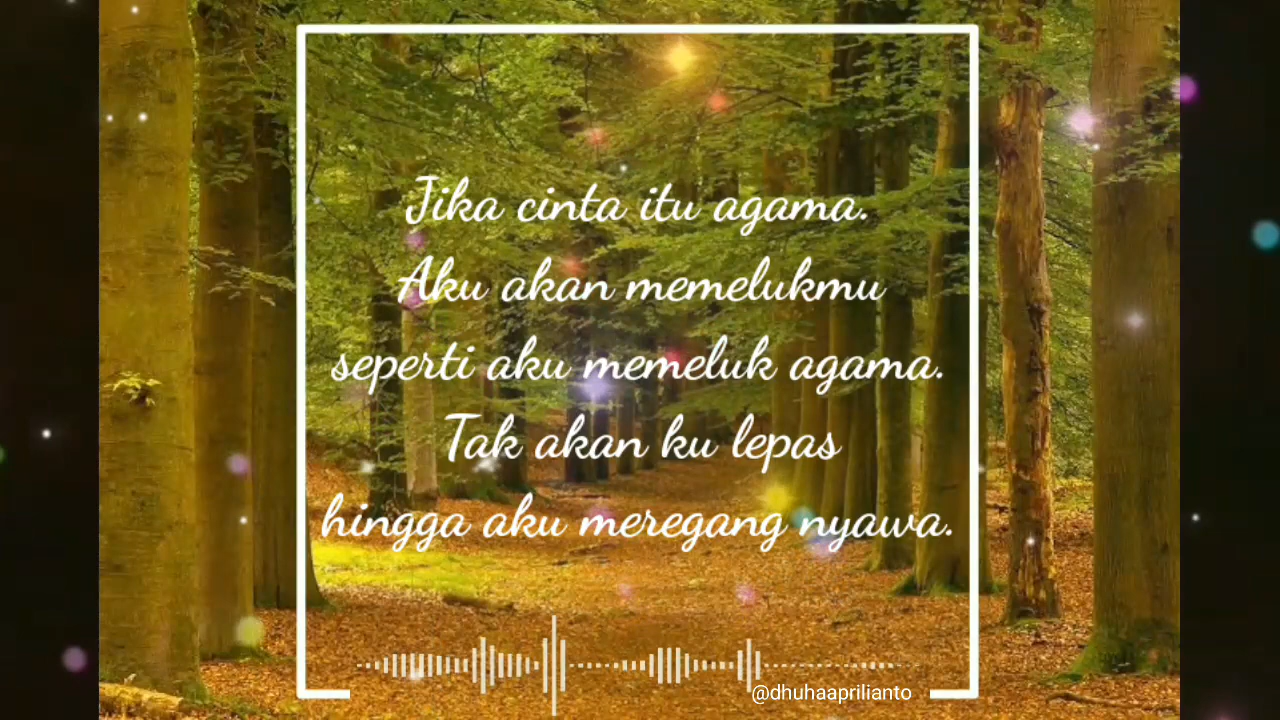 Jika cinta itu agama.
Aku akan memelukmu
seperti aku memeluk agama.
Tak akan ku lepas
hingga aku meregang nyawa.
@dhuhaaprilianto